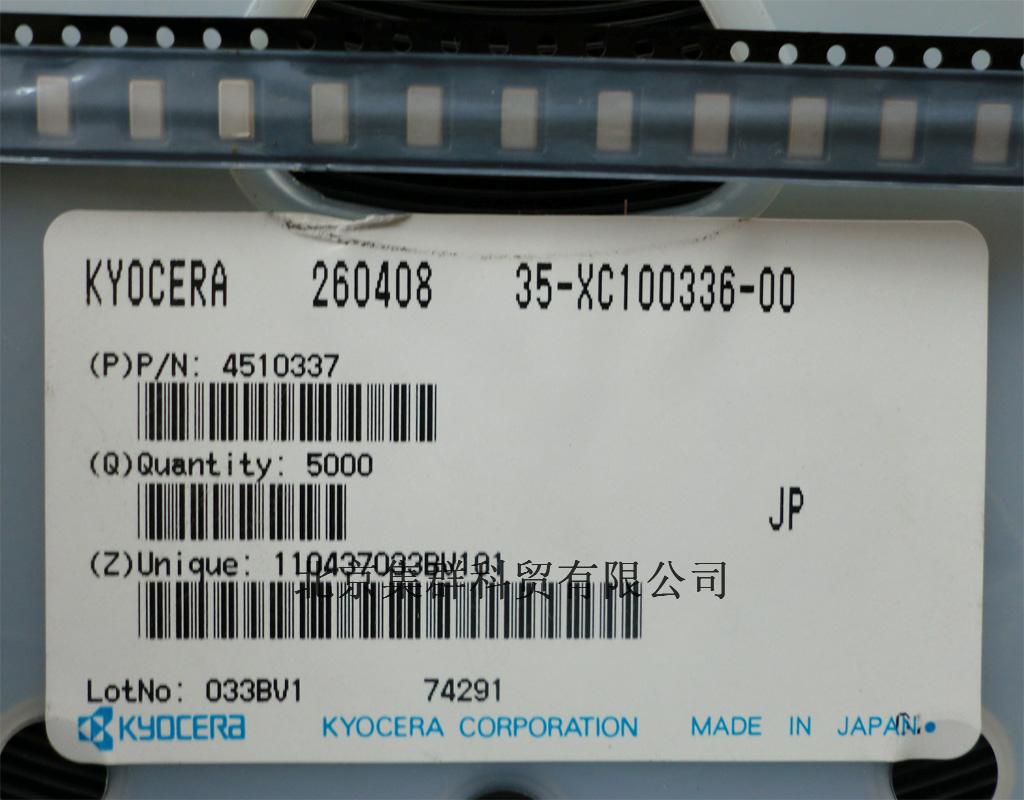 KYOCERA 260408 35-XC100336-00
(P)P/N: 4510337
(Q)Quantity: 5000
JP
(Z)Unique: 110437033BV101
北京集群科贸有限公司
LotNo: 033BV1 74291
KYOCERA KYOCERA CORPORATION MADE IN JAPAN